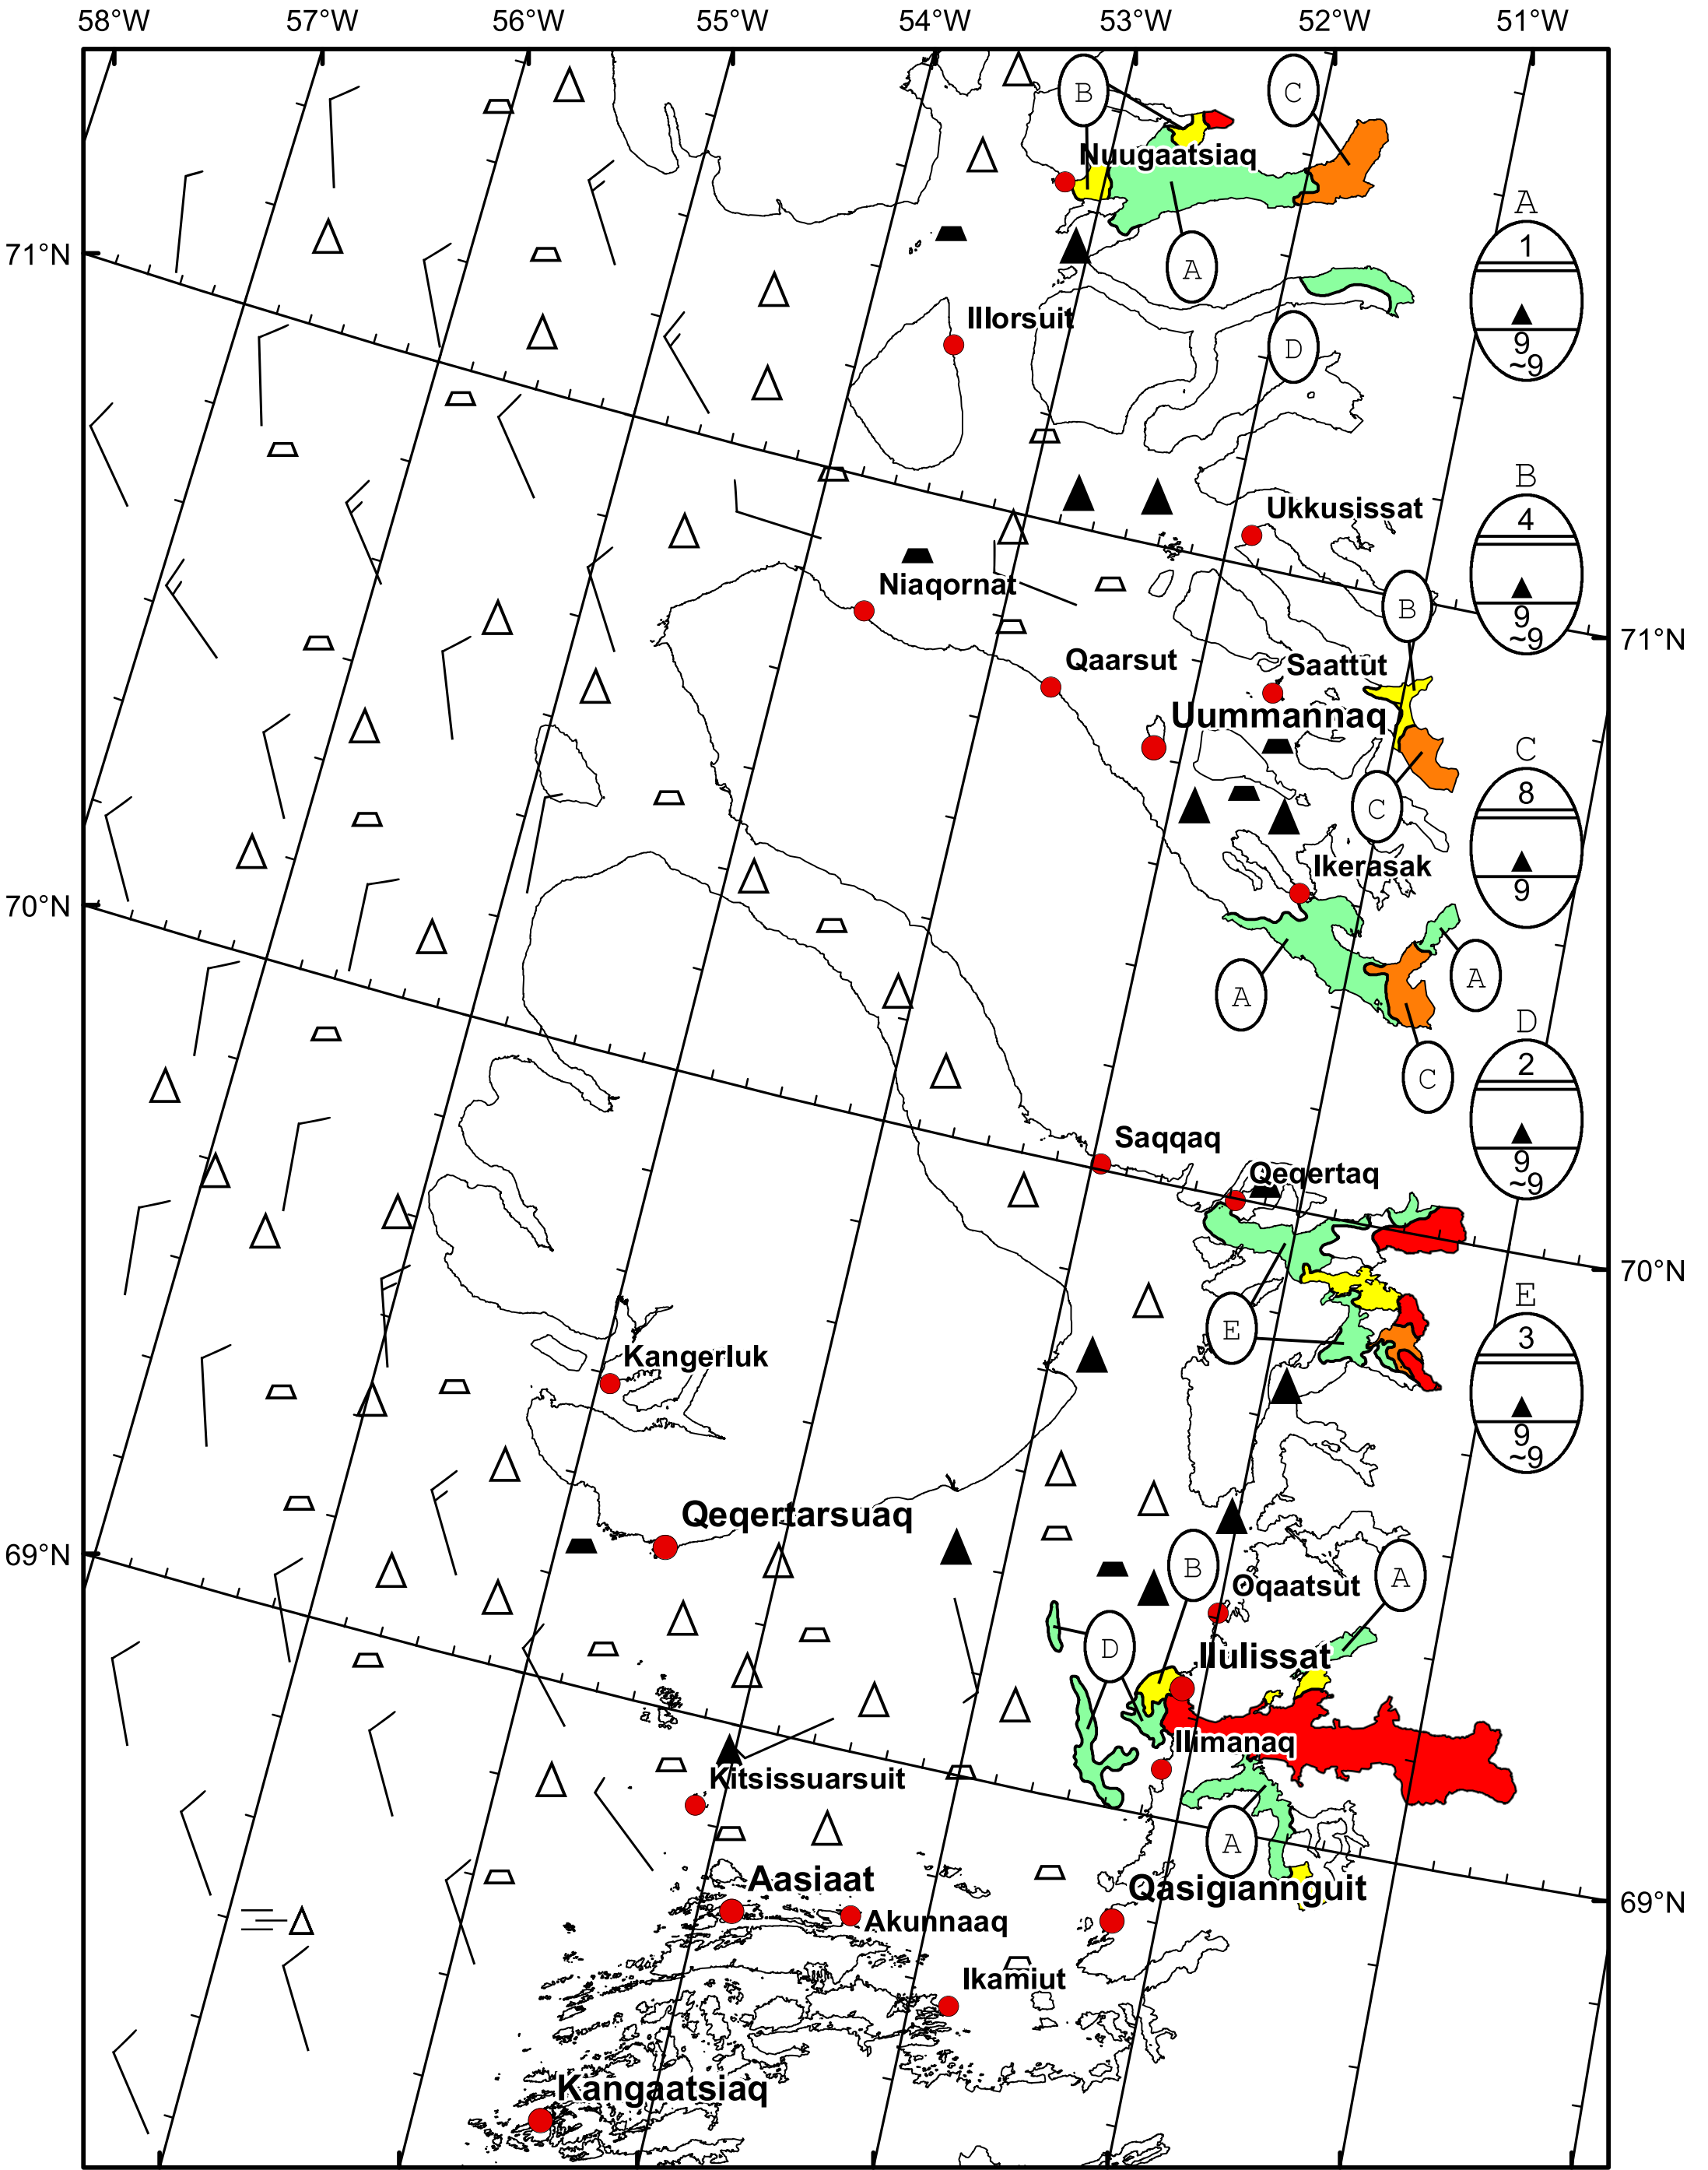 58°W 57°W 56°W 55°W 54°W 53°W 52°W 51°W
B C
Nuugaatsiaq
A
1
9
~9
71°N
A
Illorsuit
D
B
4
9
~9
Ukkusissat
Niaqornat
B
71°N
Qaarsut
Saattut
Uummannaq
C
8
9
C
Ikerasak
70°N
A
A
D
2
9
~9
C
Saqqaq
Qeqertaq
70°N
E
3
9
~9
E
Kangerluk
Qeqertarsuaq
69°N
B
A
Oqaatsut
D
Ilulissat
Ilimanaq
Kitsissuarsuit
A
Aasiaat
Qasigiannguit
69°N
Akunnaaq
Ikamiut
Kangaatsiaq